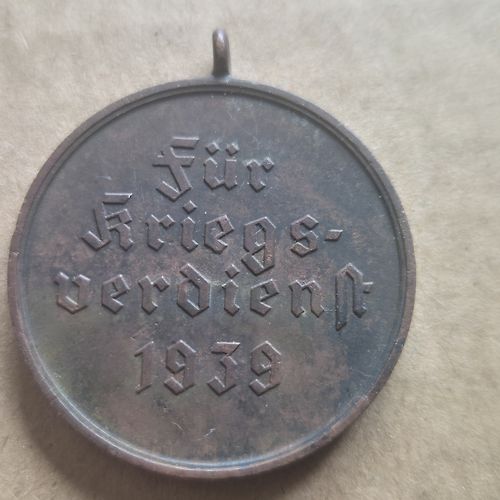 Für
Kriegs-
verdienst
1939